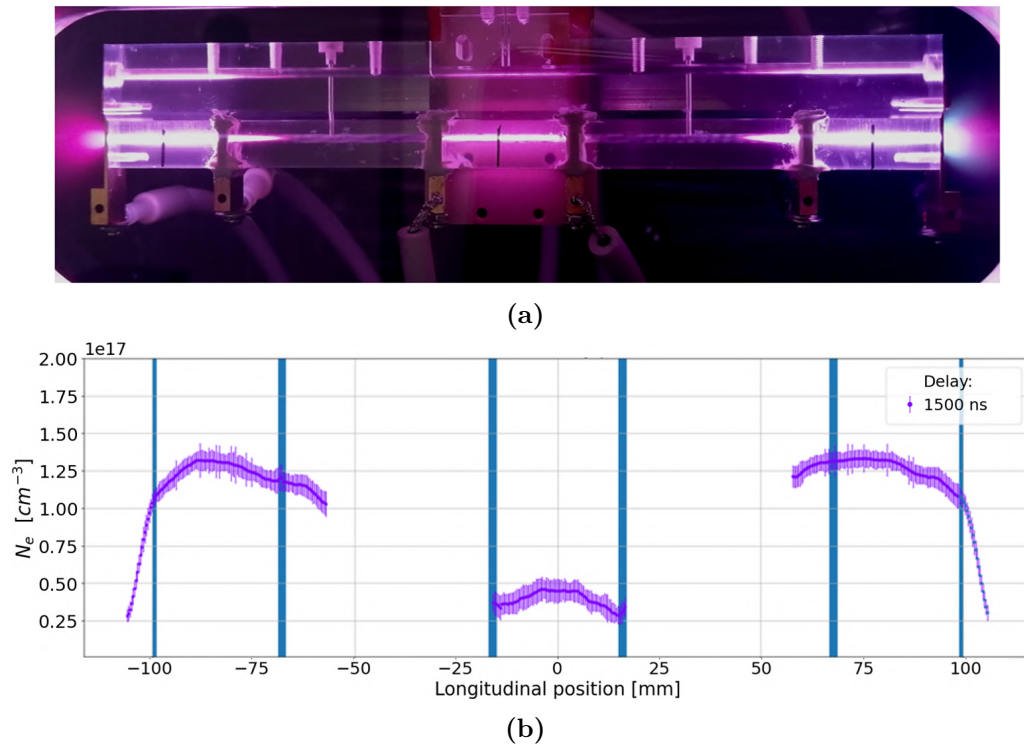 (a)
1e17
2.00
1.75
1.50
1.25
1.00
0.75
0.50
0.25
N_e [cm^{-3}]
Delay:
1500 ns
−100 −75 −50 −25 0 25 50 75 100
Longitudinal position [mm]
(b)